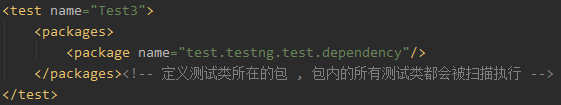 <test name="Test3">
    <packages>
        <package name="test.testng.test.dependency"/>
    </packages><!-- 定义测试类所在的包 , 包内的所有测试类都会被扫描执行 -->
</test>